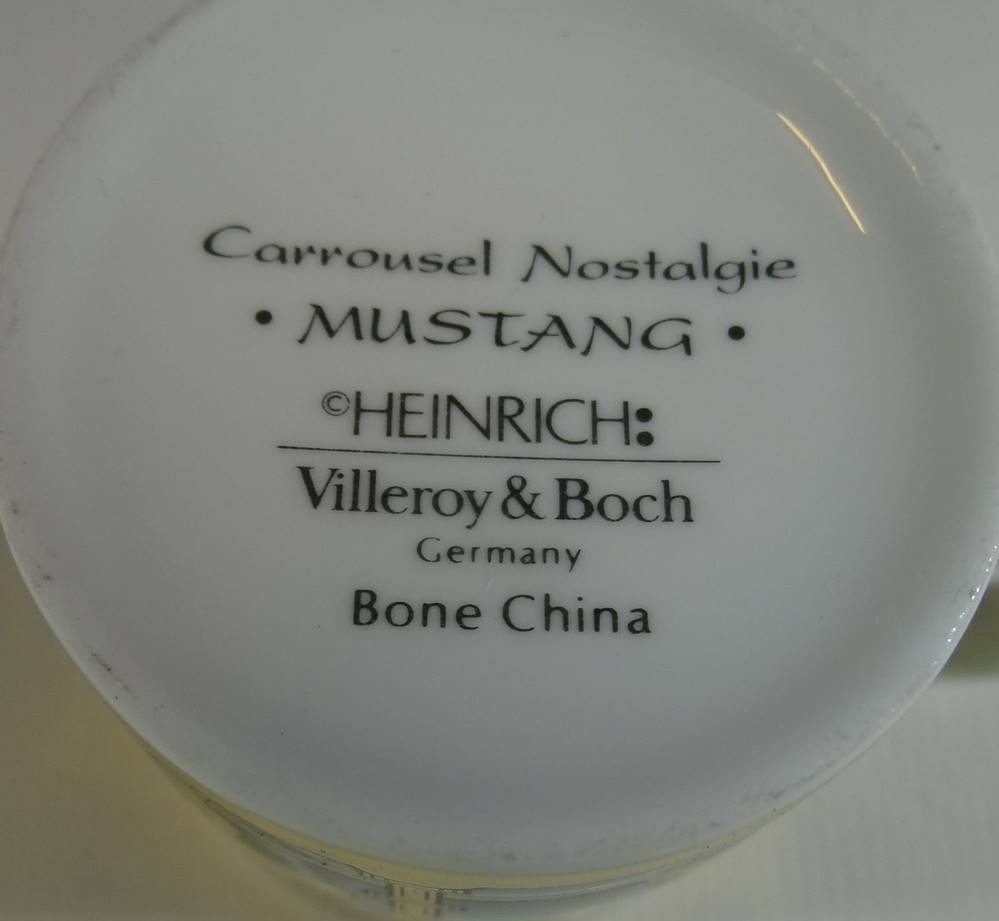 Carrousel Nostalgie
• MUSTANG •
©HEINRICH:
Villeroy & Boch
Germany
Bone China